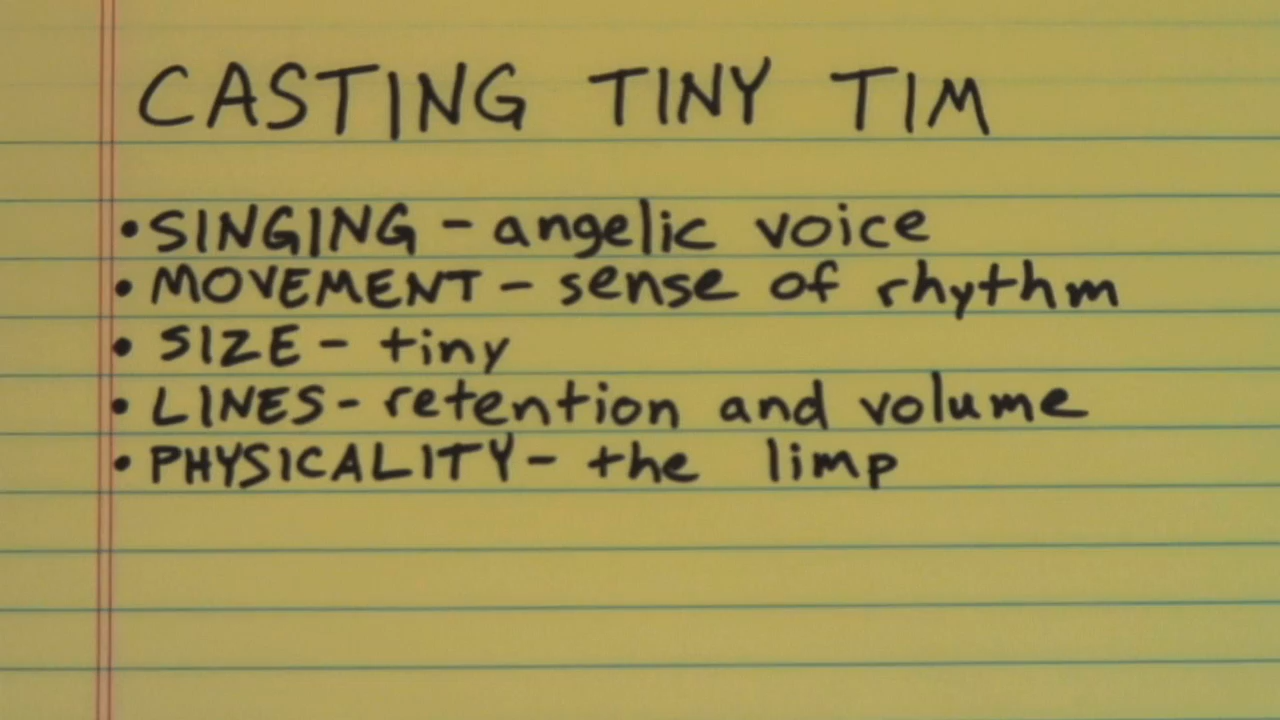 CASTING TINY TIM
• SINGING - angelic voice
• MOVEMENT - sense of rhythm
• SIZE - tiny
• LINES - retention and volume
• PHYSICALITY - the limp